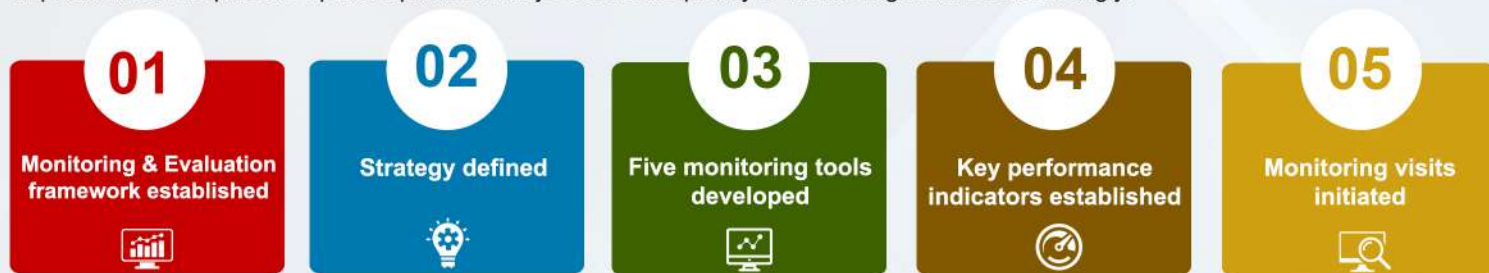 01
Monitoring & Evaluation
framework established
02
Strategy defined
03
Five monitoring tools
developed
04
Key performance
indicators established
05
Monitoring visits
initiated